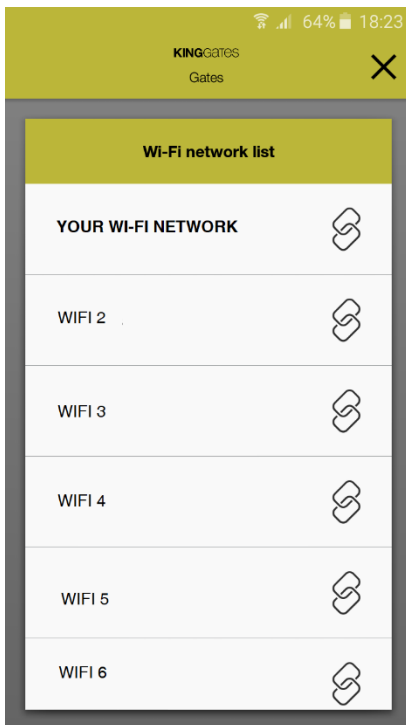 64% 18:23
KINGGATES
Gates
Wi-Fi network list
YOUR WI-FI NETWORK
WIFI 2
WIFI 3
WIFI 4
WIFI 5
WIFI 6